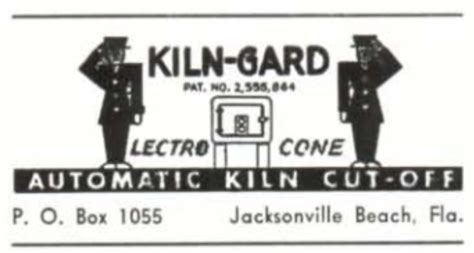 KILN-GARD
PAT. NO. 2,555,864
LECTRO CONE
AUTOMATIC KILN CUT-OFF
P. O. Box 1055 Jacksonville Beach, Fla.